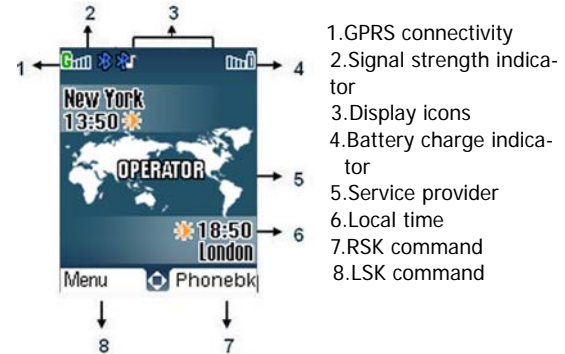 2
3
1
G
4
New York
13:50
OPERATOR
5
18:50
6
London
Menu
Phonebk
8
7
1.GPRS connectivity
2.Signal strength indica-
tor
3.Display icons
4.Battery charge indica-
tor
5.Service provider
6.Local time
7.RSK command
8.LSK command